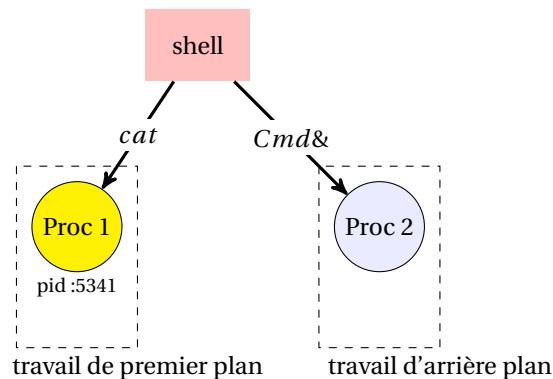 shell
cat
Cmd&
Proc 1
Proc 2
pid :5341
travail de premier plan
travail d'arrière plan